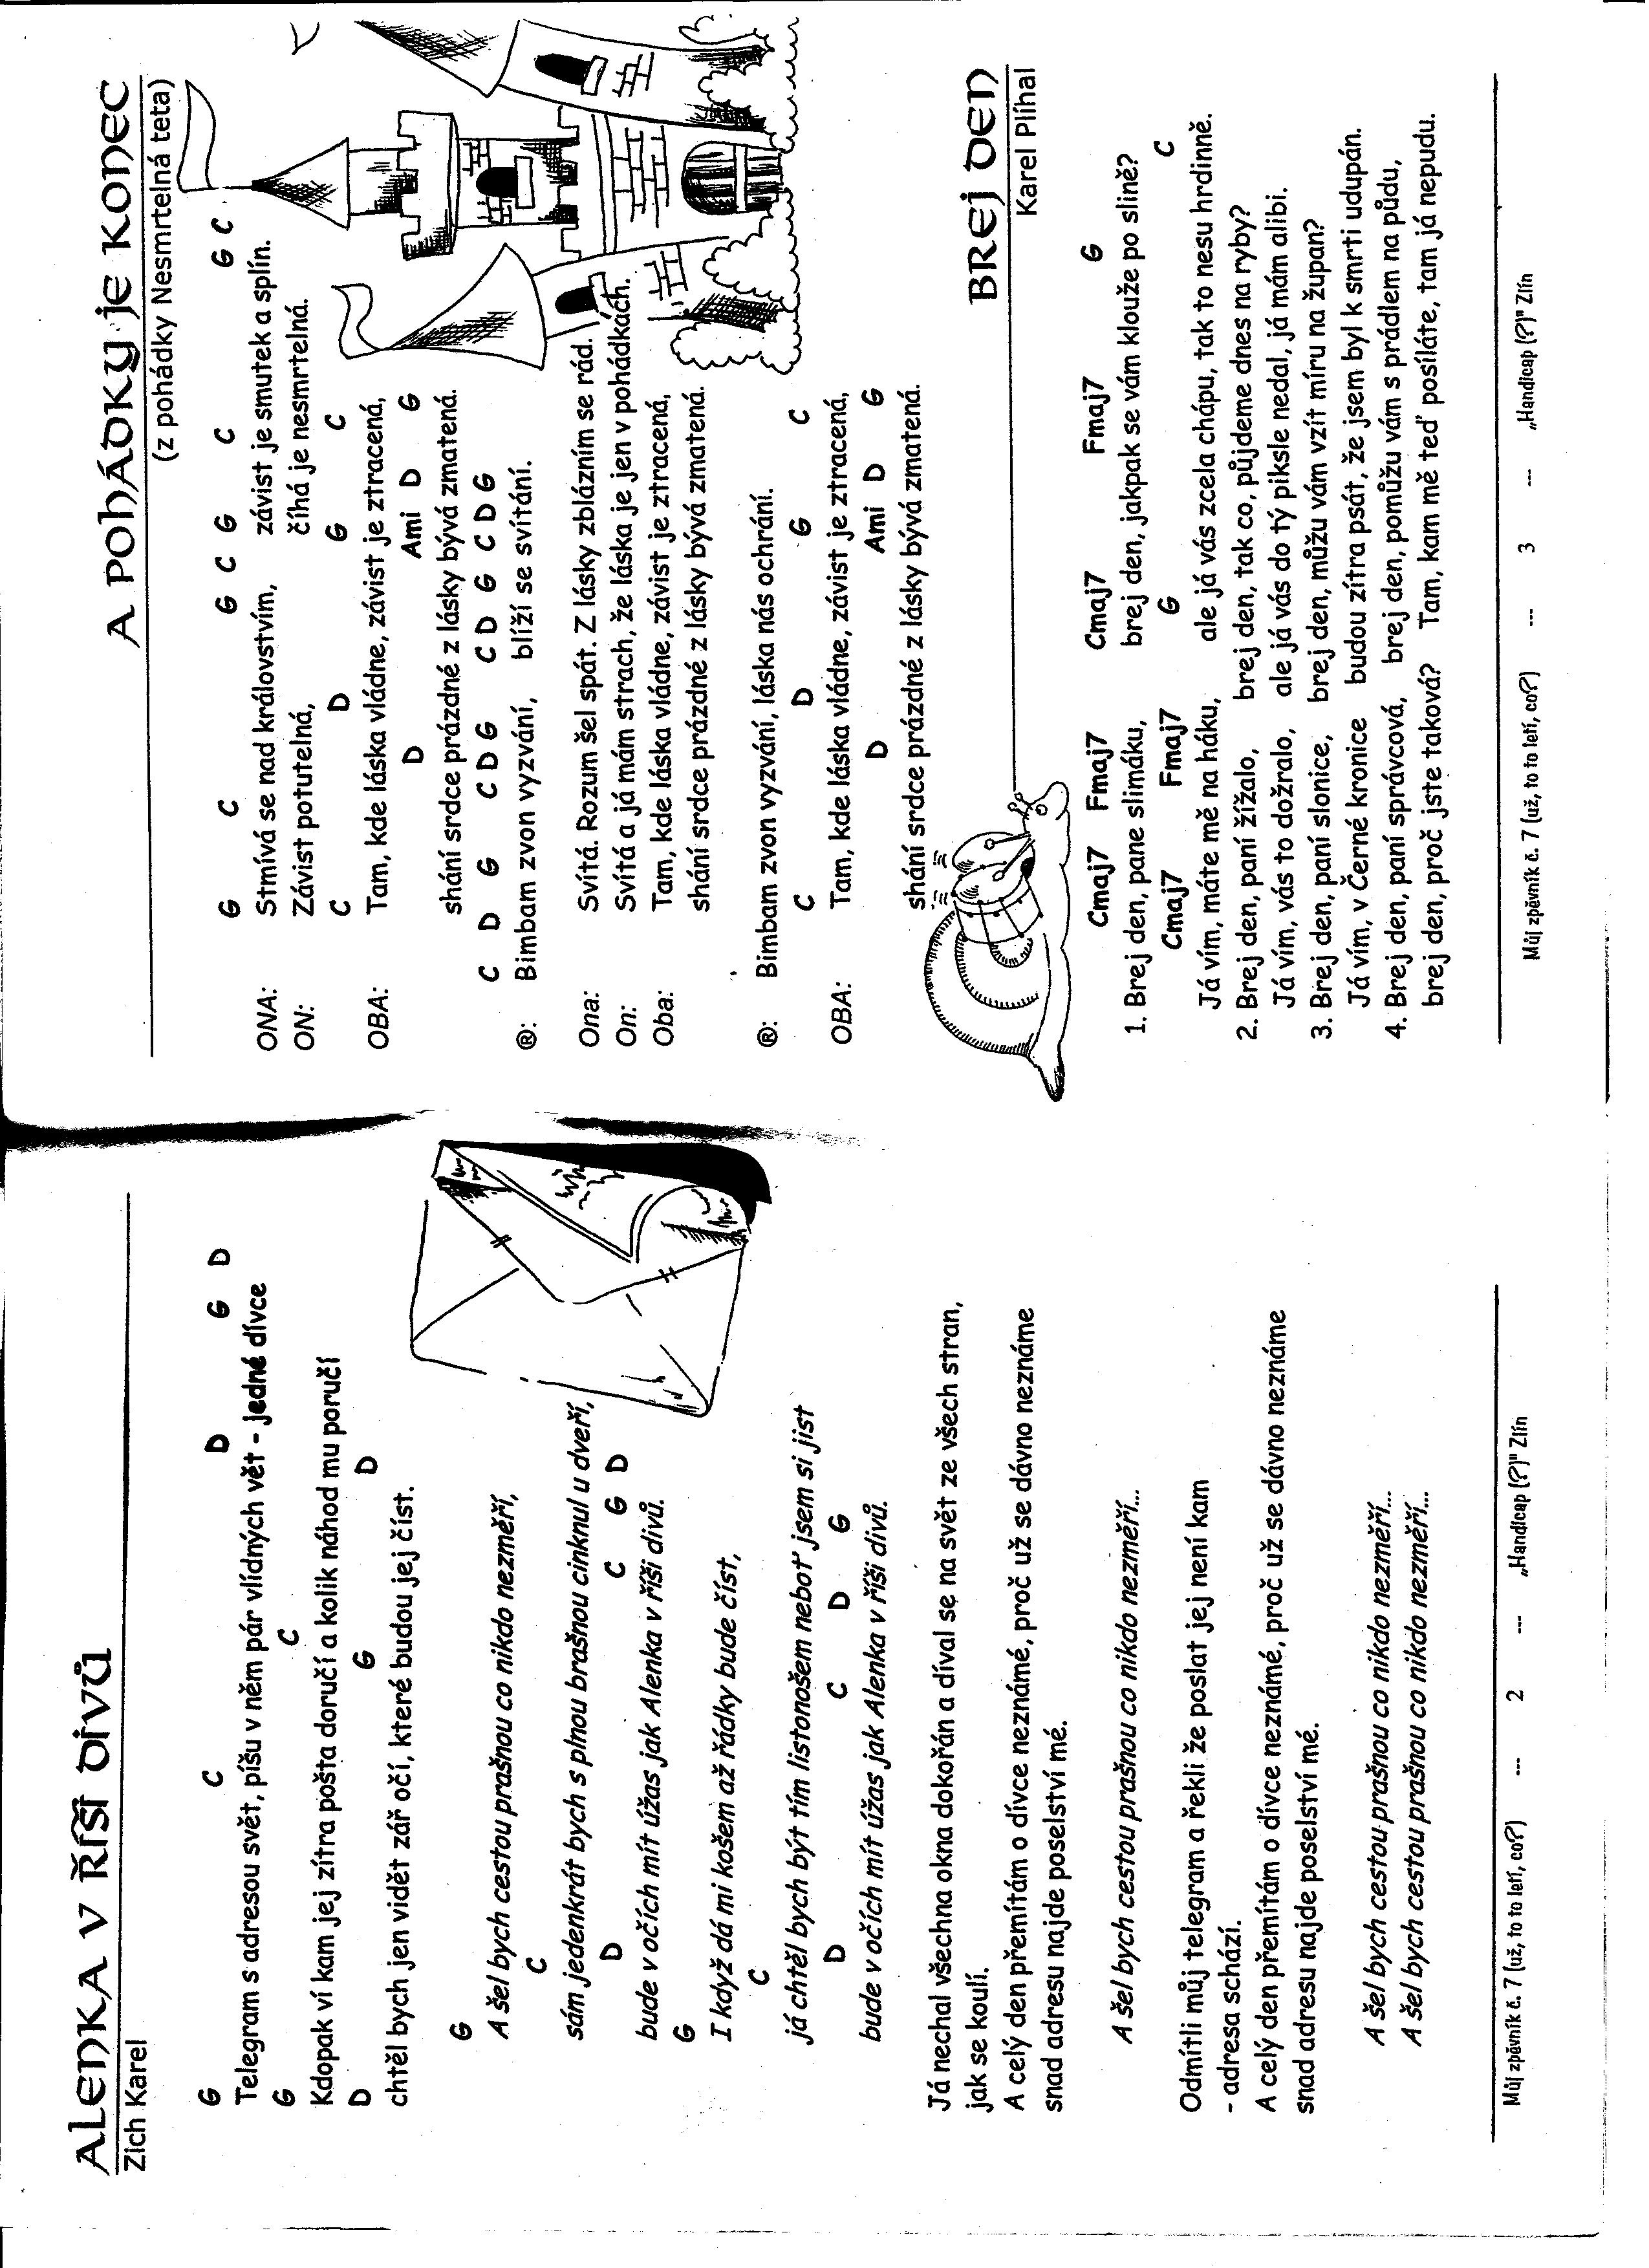 ALENKA V ŘÍŠI DIVŮ
Zich Karel
G C D G D
Telegram s adresou svět, píšu v něm pár vlídných vět - jedné dívce
G C
Kdopak ví kam jej zítra pošta doručí a kolik náhod mu poručí
D G D
chtěl bych jen vidět zář očí, které budou jej číst.
G
A šel bych cestou prašnou co nikdo nezměří,
C
sám jedenkrát bych s plnou brašnou cinknul u dveří,
D C G D
bude v očích mít úžas jak Alenka v říši divů.
G
I když dá mi košem až řádky bude číst,
C
já chtěl bych být tím listonošem neboť jsem si jist
D C D G
bude v očích mít úžas jak Alenka v říši divů.
Já nechal všechna okna dokořán a díval se na svět ze všech stran,
jak se koulí.
A celý den přemítám o dívce neznámé, proč už se dávno neznáme
snad adresu najde poselství mé.
A šel bych cestou prašnou co nikdo nezměří...
Odmítli můj telegram a řekli že poslat jej není kam
- adresa schází.
A celý den přemítám o dívce neznámé, proč už se dávno neznáme
snad adresu najde poselství mé.
A šel bych cestou prašnou co nikdo nezměří...
A šel bych cestou prašnou co nikdo nezměří...
Můj zpěvník č. 7 (už, to to letí, co?) --- 2 --- „Handicap (?)" Zlín
A POHÁDKY JE KONEC
(z pohádky Nesmrtelná teta)
G C G C G C G C
ONA: Stmívá se nad královstvím, závist je smutek a splín.
ON: Závist potutelná, číhá je nesmrtelná.
C D G C
OBA: Tam, kde láska vládne, závist je ztracená,
D Ami D G
shání srdce prázdné z lásky bývá zmatená.
C D G C D G C D G C D G
®: Bimbam zvon vyzvání, blíží se svítání.
Ona: Svítá. Rozum šel spát. Z lásky zblázním se rád.
On: Svítá a já mám strach, že láska je jen v pohádkách.
Oba: Tam, kde láska vládne, závist je ztracená,
shání srdce prázdné z lásky bývá zmatená.
®: Bimbam zvon vyzvání, láska nás ochrání.
C D G C
OBA: Tam, kde láska vládne, závist je ztracená,
D Ami D G
shání srdce prázdné z lásky bývá zmatená.
BREJ DEN
Karel Plíhal
Cmaj7 Fmaj7 Cmaj7 Fmaj7 G
1. Brej den, pane slimáku, brej den, jakpak se vám klouže po slině?
Cmaj7 Fmaj7 G C
Já vím, máte mě na háku, ale já vás zcela chápu, tak to nesu hrdinně.
2. Brej den, paní žížalo, brej den, tak co, půjdeme dnes na ryby?
Já vím, vás to dožralo, ale já vás do tý piksle nedal, já mám alibi.
3. Brej den, paní slonice, brej den, můžu vám vzít míru na župan?
Já vím, v Černé kronice budou zítra psát, že jsem byl k smrti udupán.
4. Brej den, paní správcová, brej den, pomůžu vám s prádlem na půdu,
brej den, proč jste taková? Tam, kam mě teď posíláte, tam já nepudu.
Můj zpěvník č. 7 (už, to to letí, co?) --- 3 --- „Handicap (?)" Zlín